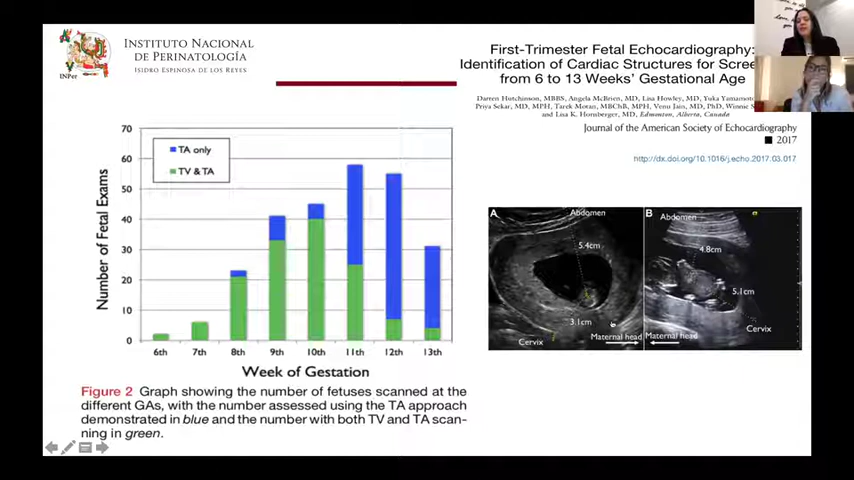 INPer
INSTITUTO NACIONAL
DE PERINATOLOGÍA
ISIDRO ESPINOSA DE LOS REYES
First-Trimester Fetal Echocardiography:
Identification of Cardiac Structures for Scree
from 6 to 13 Weeks' Gestational Age
Darren Hutchinson, MBBS, Angela McBrien, MD, Lisa Howley, MD, Yuka Yamamoto
Priya Sekar, MD, MPH, Tarek Motan, MBChB, MPH, Venu Jain, MD, PhD, Winnie
and Lisa K. Hornberger, MD, Edmonton, Alberta, Canada
Journal of the American Society of Echocardiography
2017
http://dx.doi.org/10.1016/j.echo.2017.03.017
Number of Fetal Exams
70
60
50
40
30
20
10
0
TA only
TV & TA
6th 7th 8th 9th 10th 11th 12th 13th
Week of Gestation
Figure 2 Graph showing the number of fetuses scanned at the
different GAs, with the number assessed using the TA approach
demonstrated in blue and the number with both TV and TA scan-
ning in green.
A
Abdomen
5.4cm
3.1cm
Cervix
Maternal head
B
Abdomen
4.8cm
5.1cm
Cervix
Maternal head